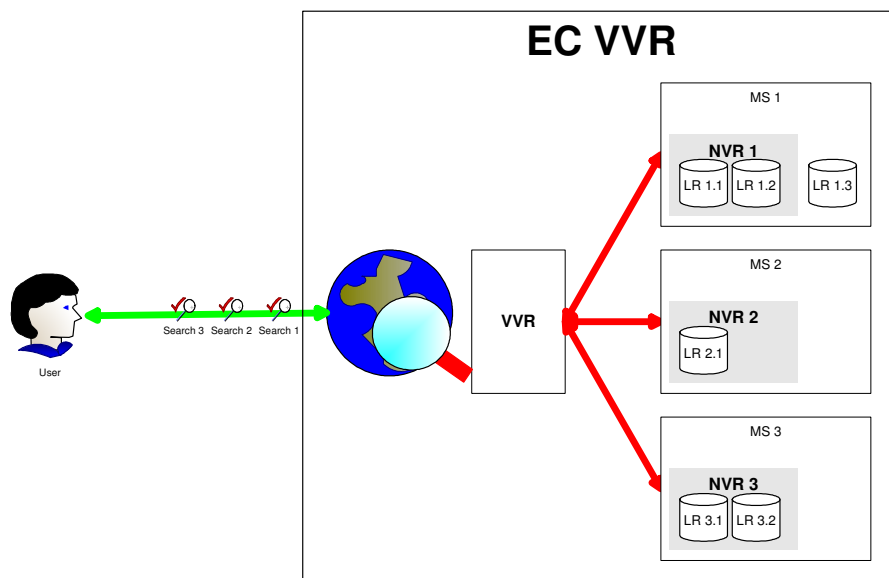 EC VVR
MS 1
NVR 1
LR 1.1
LR 1.2
LR 1.3
MS 2
NVR 2
LR 2.1
MS 3
NVR 3
LR 3.1
LR 3.2
VVR
Search 3
Search 2
Search 1
User